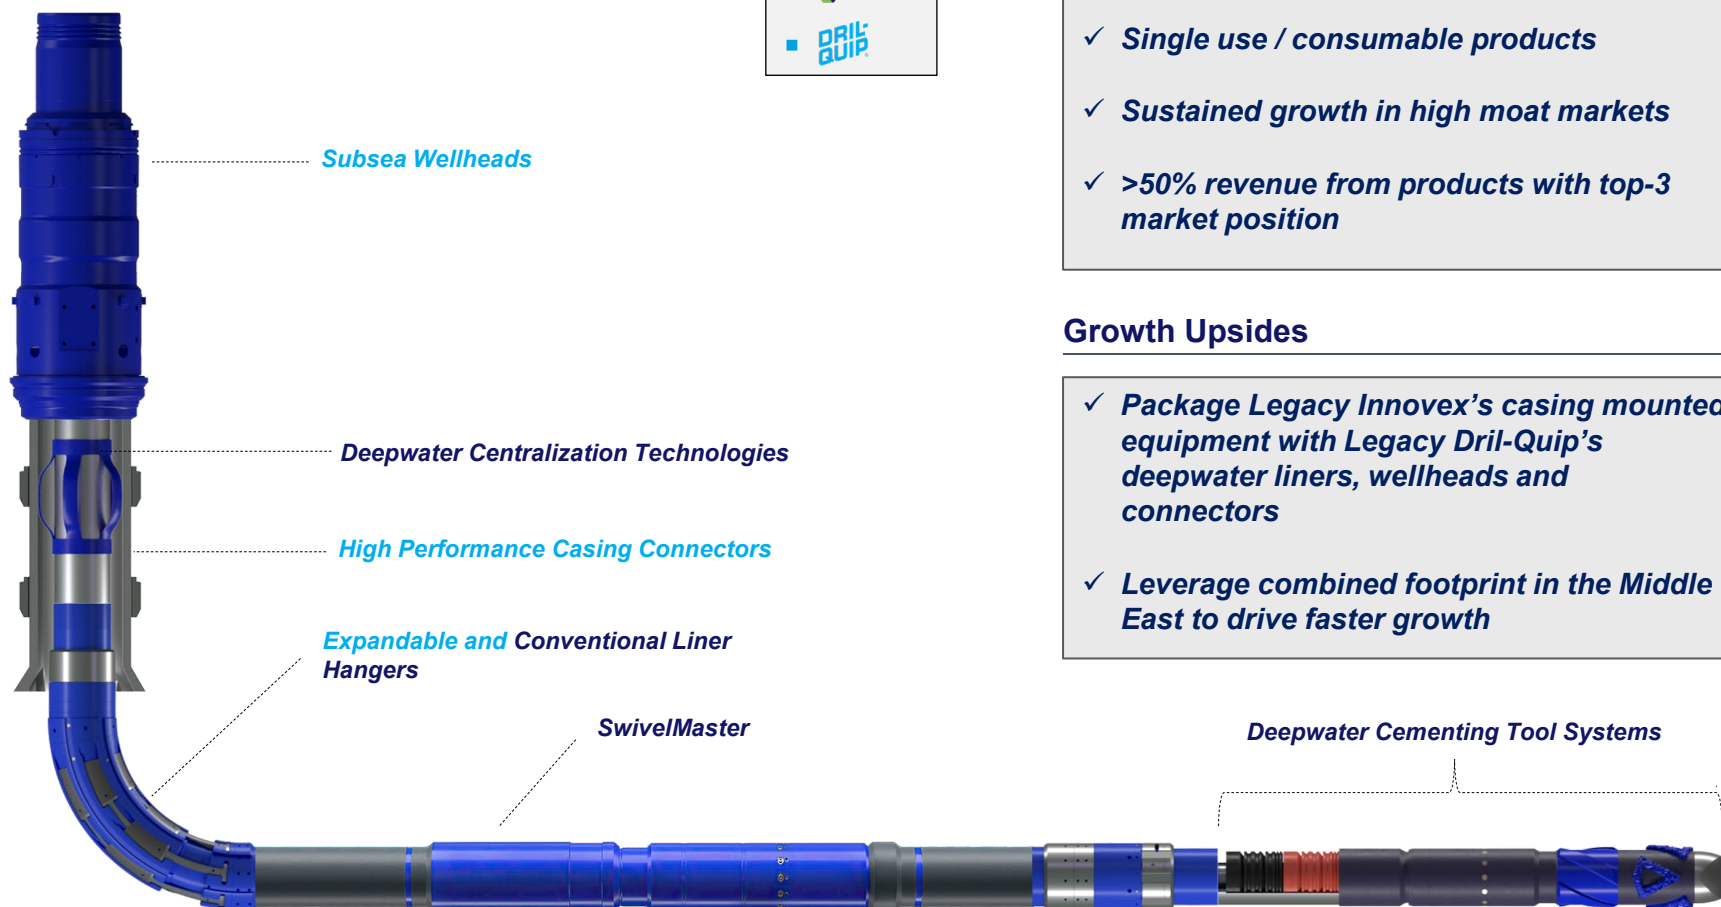 DRIL-
QUIP
✓ Single use / consumable products
✓ Sustained growth in high moat markets
✓ >50% revenue from products with top-3
market position
Subsea Wellheads
Growth Upsides
✓ Package Legacy Innovex’s casing mounted
equipment with Legacy Dril-Quip’s
deepwater liners, wellheads and
connectors
✓ Leverage combined footprint in the Middle
East to drive faster growth
Deepwater Centralization Technologies
High Performance Casing Connectors
Expandable and Conventional Liner
Hangers
SwivelMaster
Deepwater Cementing Tool Systems